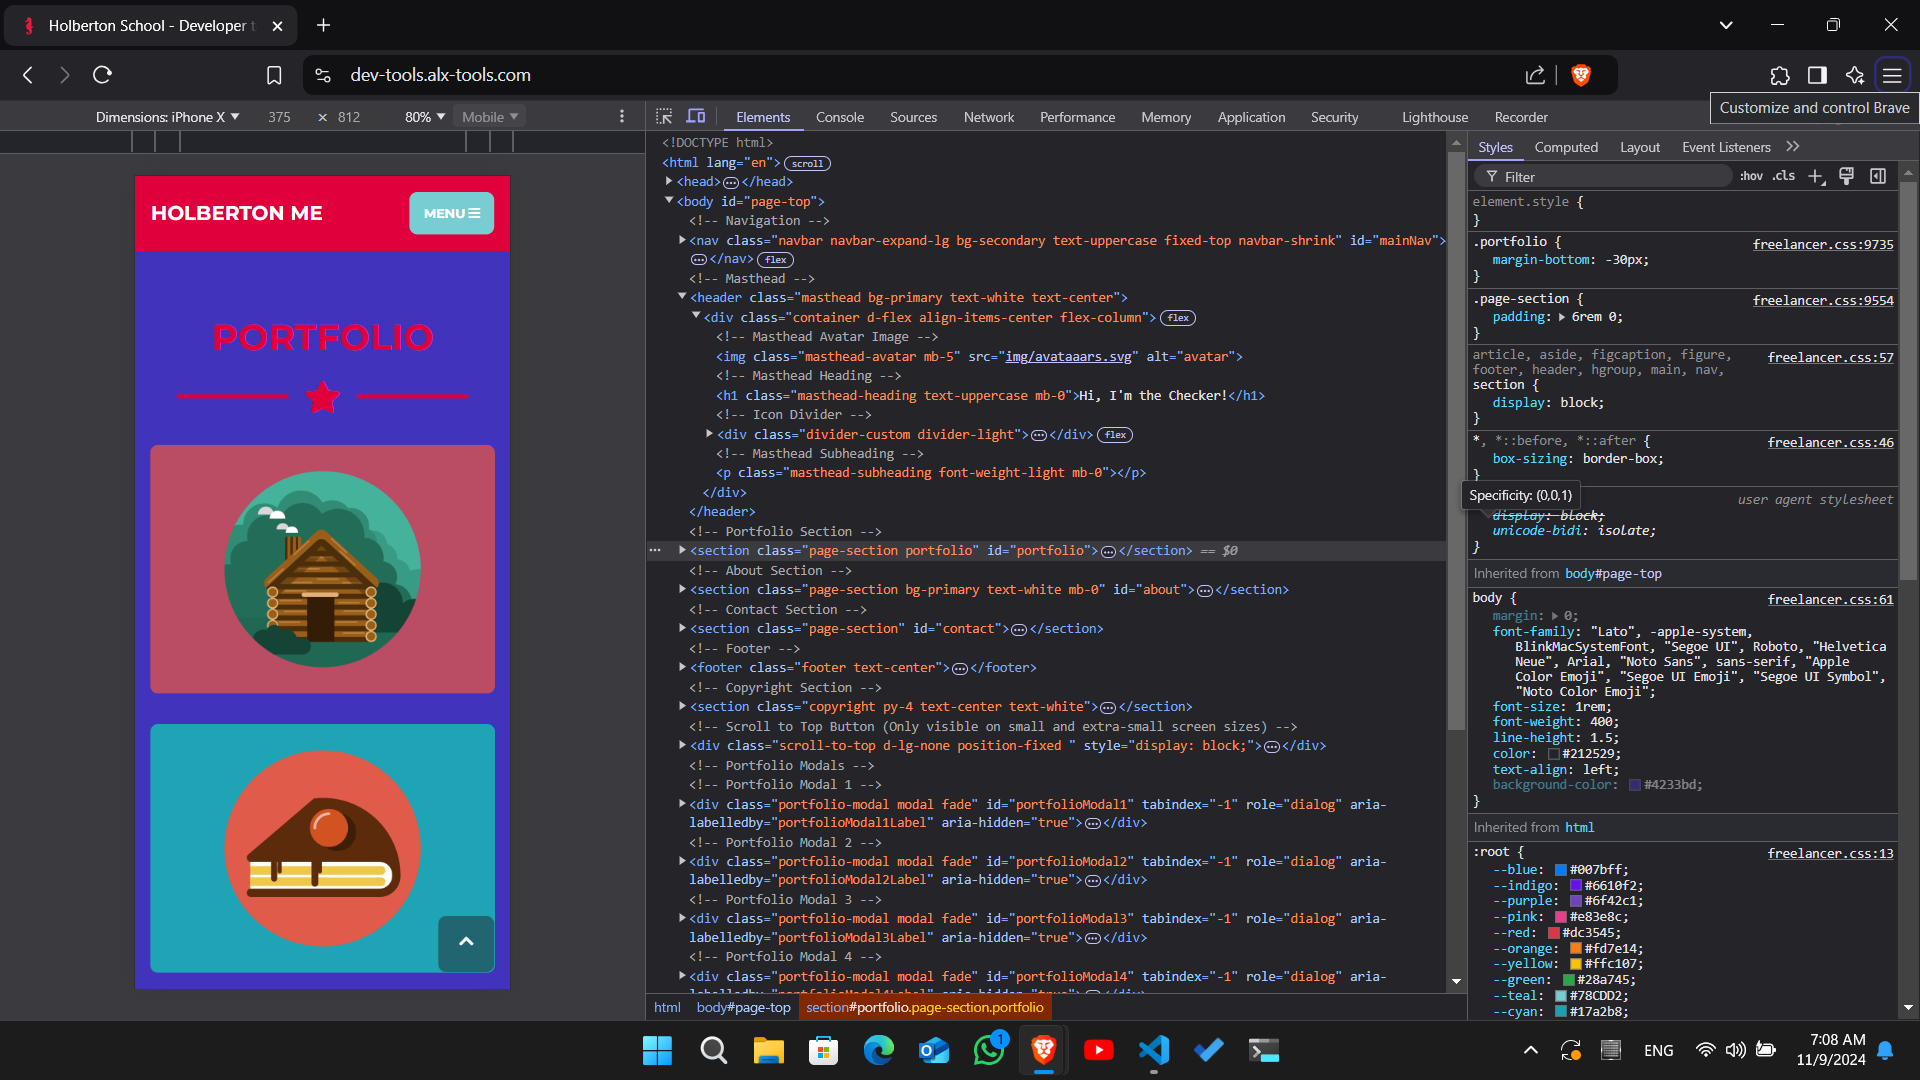 Holberton School - Developer t
dev-tools.alx-tools.com
Customize and control Brave
Dimensions: iPhone X ▼ 375 × 812 80% ▼ Mobile ▼
HOLBERTON ME
MENU
PORTFOLIO
Elements Console Sources Network Performance Memory Application Security Lighthouse Recorder
<!DOCTYPE html>
<html lang="en"> scroll
<head> ⋯ </head>
<body id="page-top">
<!-- Navigation -->
<nav class="navbar navbar-expand-lg bg-secondary text-uppercase fixed-top navbar-shrink" id="mainNav">
⋯ </nav> flex
<!-- Masthead -->
<header class="masthead bg-primary text-white text-center">
<div class="container d-flex align-items-center flex-column"> flex
<!-- Masthead Avatar Image -->
<img class="masthead-avatar mb-5" src="img/avataaars.svg" alt="avatar">
<!-- Masthead Heading -->
<h1 class="masthead-heading text-uppercase mb-0">Hi, I'm the Checker!</h1>
<!-- Icon Divider -->
<div class="divider-custom divider-light"> ⋯ </div> flex
<!-- Masthead Subheading -->
<p class="masthead-subheading font-weight-light mb-0"></p>
</div>
</header>
<!-- Portfolio Section -->
<section class="page-section portfolio" id="portfolio"> ⋯ </section> == $0
<!-- About Section -->
<section class="page-section bg-primary text-white mb-0" id="about"> ⋯ </section>
<!-- Contact Section -->
<section class="page-section" id="contact"> ⋯ </section>
<!-- Footer -->
<footer class="footer text-center"> ⋯ </footer>
<!-- Copyright Section -->
<section class="copyright py-4 text-center text-white"> ⋯ </section>
<!-- Scroll to Top Button (Only visible on small and extra-small screen sizes) -->
<div class="scroll-to-top d-lg-none position-fixed " style="display: block;"> ⋯ </div>
<!-- Portfolio Modals -->
<!-- Portfolio Modal 1 -->
<div class="portfolio-modal modal fade" id="portfolioModal1" tabindex="-1" role="dialog" aria-
labelledby="portfolioModal1Label" aria-hidden="true"> ⋯ </div>
<!-- Portfolio Modal 2 -->
<div class="portfolio-modal modal fade" id="portfolioModal2" tabindex="-1" role="dialog" aria-
labelledby="portfolioModal2Label" aria-hidden="true"> ⋯ </div>
<!-- Portfolio Modal 3 -->
<div class="portfolio-modal modal fade" id="portfolioModal3" tabindex="-1" role="dialog" aria-
labelledby="portfolioModal3Label" aria-hidden="true"> ⋯ </div>
<!-- Portfolio Modal 4 -->
<div class="portfolio-modal modal fade" id="portfolioModal4" tabindex="-1" role="dialog" aria-
html body#page-top section#portfolio.page-section.portfolio
Styles Computed Layout Event Listeners
Filter :hov .cls
element.style {
}
.portfolio { freelancer.css:9735
margin-bottom: -30px;
}
.page-section { freelancer.css:9554
padding: 6rem 0;
}
article, aside, figcaption, figure, freelancer.css:57
footer, header, hgroup, main, nav,
section {
display: block;
}
*, *::before, *::after { freelancer.css:46
box-sizing: border-box;
}
Specificity: (0,0,1)
user agent stylesheet
display: block;
unicode-bidi: isolate;
}
Inherited from body#page-top
body { freelancer.css:61
margin: 0;
font-family: "Lato", -apple-system,
BlinkMacSystemFont, "Segoe UI", Roboto, "Helvetica
Neue", Arial, "Noto Sans", sans-serif, "Apple
Color Emoji", "Segoe UI Emoji", "Segoe UI Symbol",
"Noto Color Emoji";
font-size: 1rem;
font-weight: 400;
line-height: 1.5;
color: #212529;
text-align: left;
background-color: #4233bd;
}
Inherited from html
:root { freelancer.css:13
--blue: #007bff;
--indigo: #6610f2;
--purple: #6f42c1;
--pink: #e83e8c;
--red: #dc3545;
--orange: #fd7e14;
--yellow: #ffc107;
--green: #28a745;
--teal: #78CDD2;
--cyan: #17a2b8;
1
ENG
7:08 AM
11/9/2024